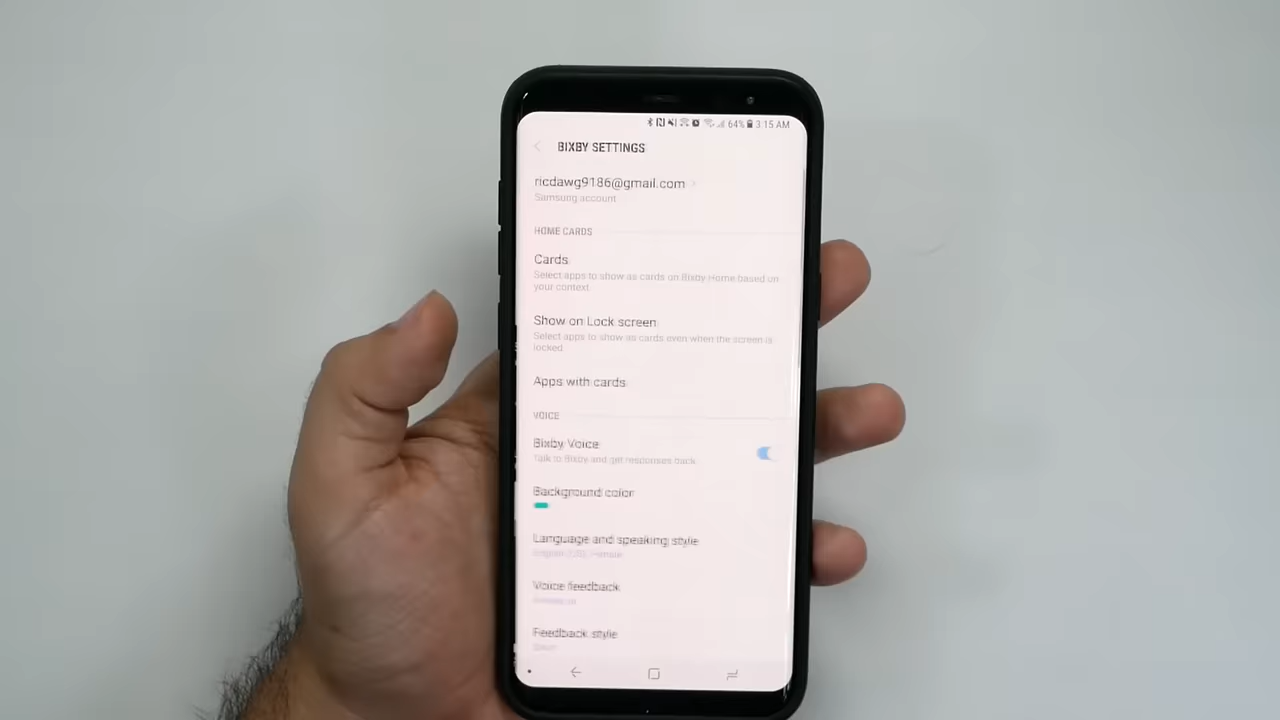 64% 3:15 AM
BIXBY SETTINGS
ricdawg9186@gmail.com
Samsung account
HOME CARDS
Cards
Select apps to show as cards on Bixby Home based on
your context.
Show on Lock screen
Select apps to show as cards even when the screen is
locked.
Apps with cards
VOICE
Bixby Voice
Talk to Bixby and get responses back.
Background color
Language and speaking style
Voice feedback
Feedback style